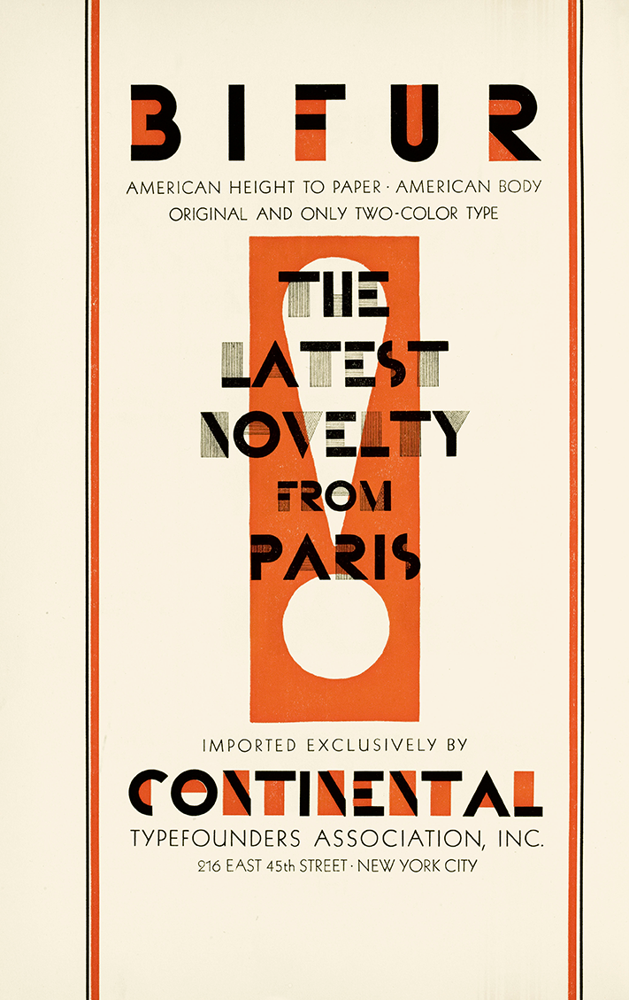 BIFUR
AMERICAN HEIGHT TO PAPER · AMERICAN BODY
ORIGINAL AND ONLY TWO-COLOR TYPE
THE
LATEST
NOVELTY
FROM
PARIS
IMPORTED EXCLUSIVELY BY
CONTINENTAL
TYPEFOUNDERS ASSOCIATION, INC.
216 EAST 45th STREET · NEW YORK CITY